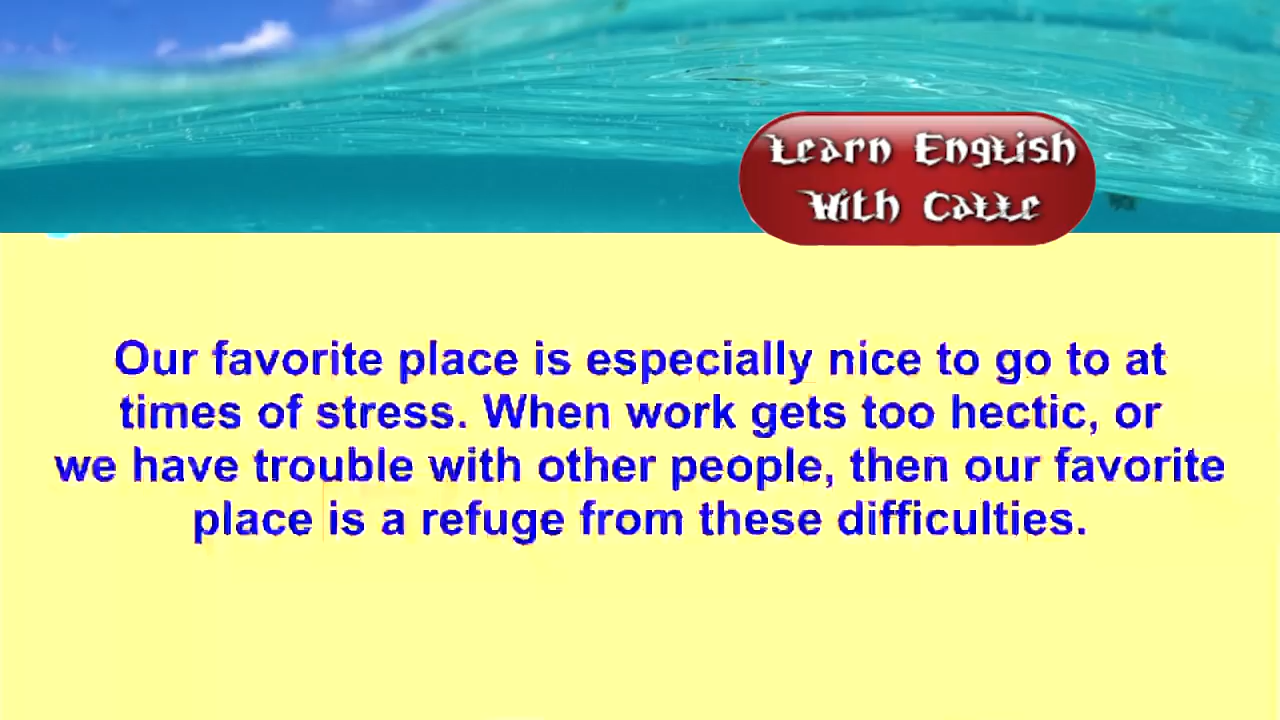 Learn English
With Calle
Our favorite place is especially nice to go to at
times of stress. When work gets too hectic, or
we have trouble with other people, then our favorite
place is a refuge from these difficulties.